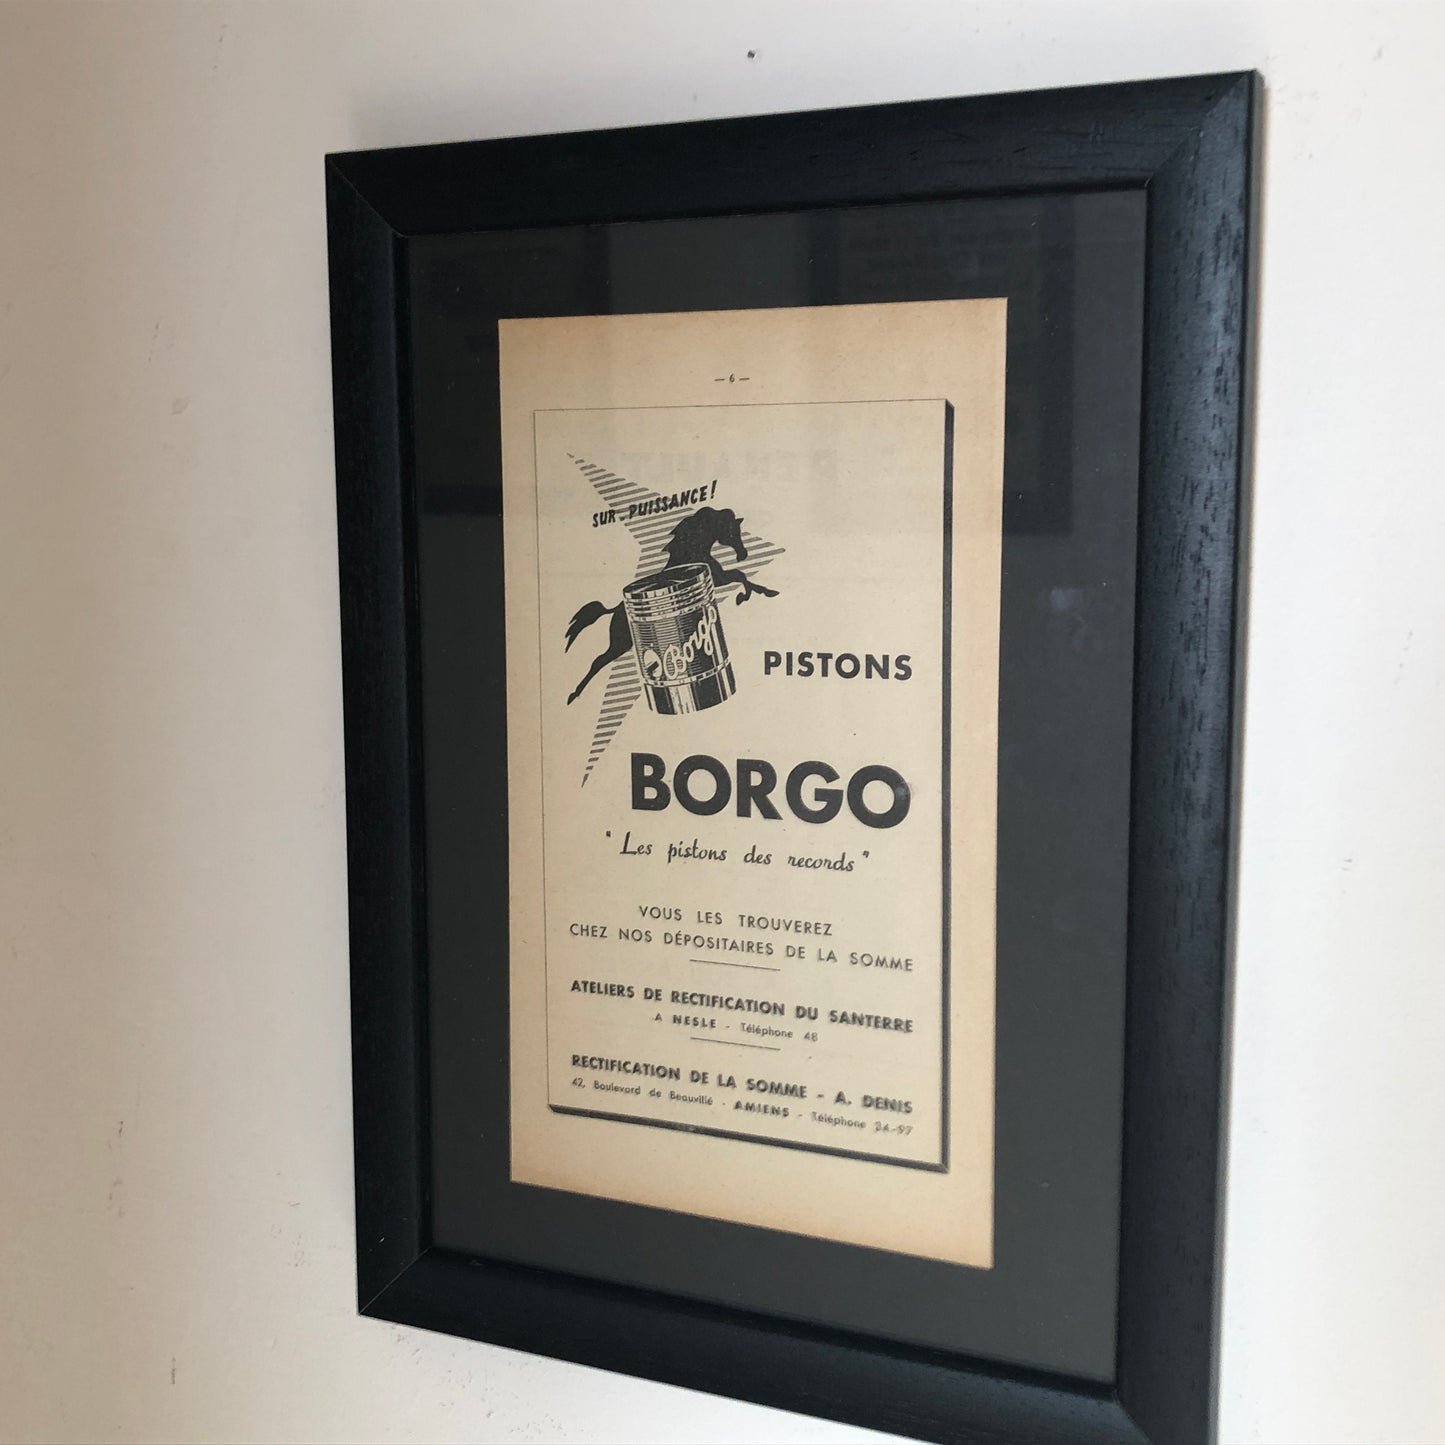 — 6 —
SUR-PUISSANCE!
Borgo
PISTONS
BORGO
"Les pistons des records"
VOUS LES TROUVEREZ
CHEZ NOS DÉPOSITAIRES DE LA SOMME
ATELIERS DE RECTIFICATION DU SANTERRE
A NESLE - Téléphone 48
RECTIFICATION DE LA SOMME - A. DENIS
42, Boulevard de Beauvillé - AMIENS - Téléphone 34-97